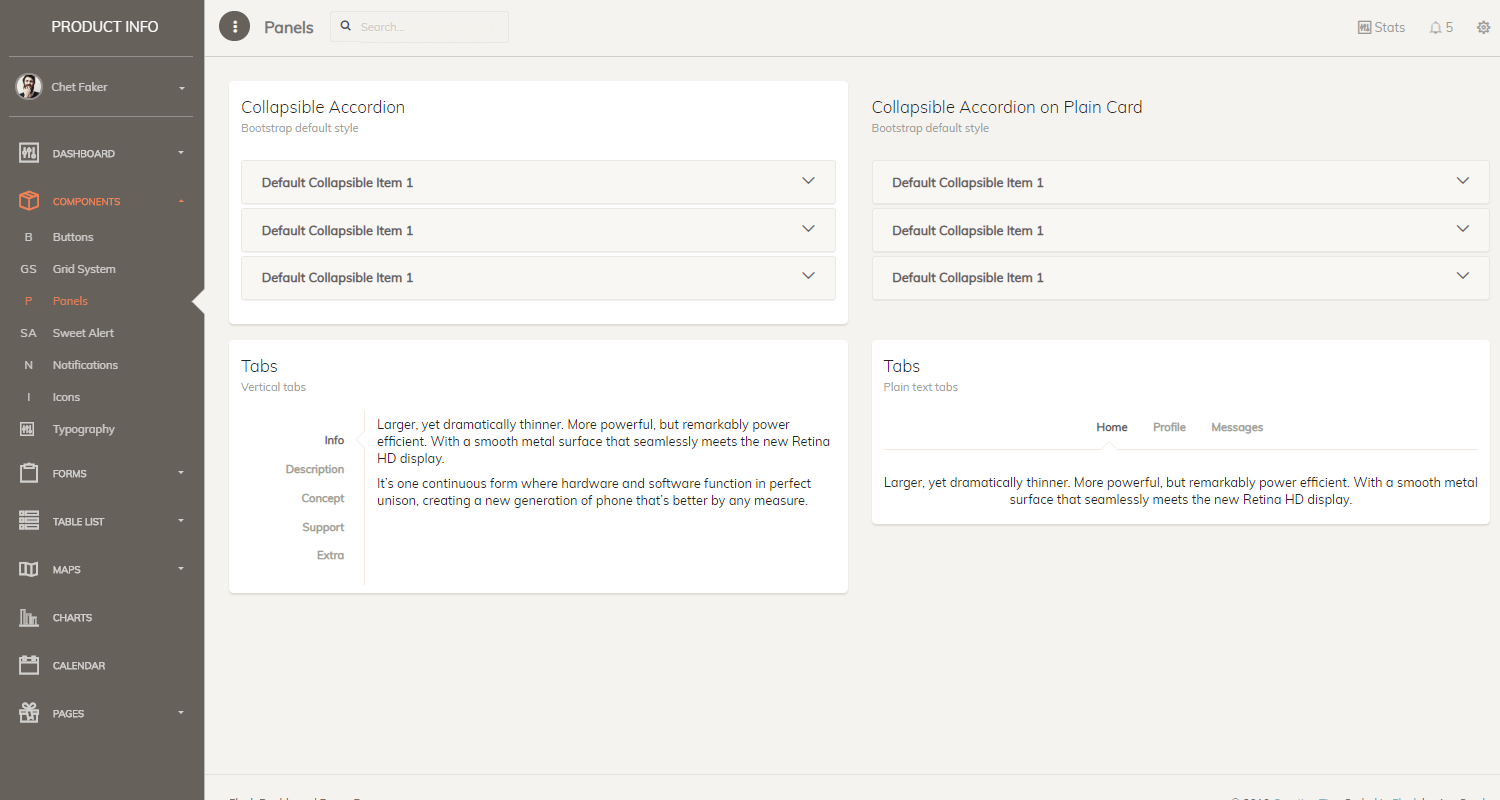 PRODUCT INFO
Chet Faker
DASHBOARD
COMPONENTS
B Buttons
GS Grid System
P Panels
SA Sweet Alert
N Notifications
I Icons
Typography
FORMS
TABLE LIST
MAPS
CHARTS
CALENDAR
PAGES
Panels
Search...
Stats
5
Collapsible Accordion
Bootstrap default style
Default Collapsible Item 1
Default Collapsible Item 1
Default Collapsible Item 1
Collapsible Accordion on Plain Card
Bootstrap default style
Default Collapsible Item 1
Default Collapsible Item 1
Default Collapsible Item 1
Tabs
Vertical tabs
Info
Description
Concept
Support
Extra
Larger, yet dramatically thinner. More powerful, but remarkably power
efficient. With a smooth metal surface that seamlessly meets the new Retina
HD display.
It's one continuous form where hardware and software function in perfect
unison, creating a new generation of phone that's better by any measure.
Tabs
Plain text tabs
Home Profile Messages
Larger, yet dramatically thinner. More powerful, but remarkably power efficient. With a smooth metal
surface that seamlessly meets the new Retina HD display.